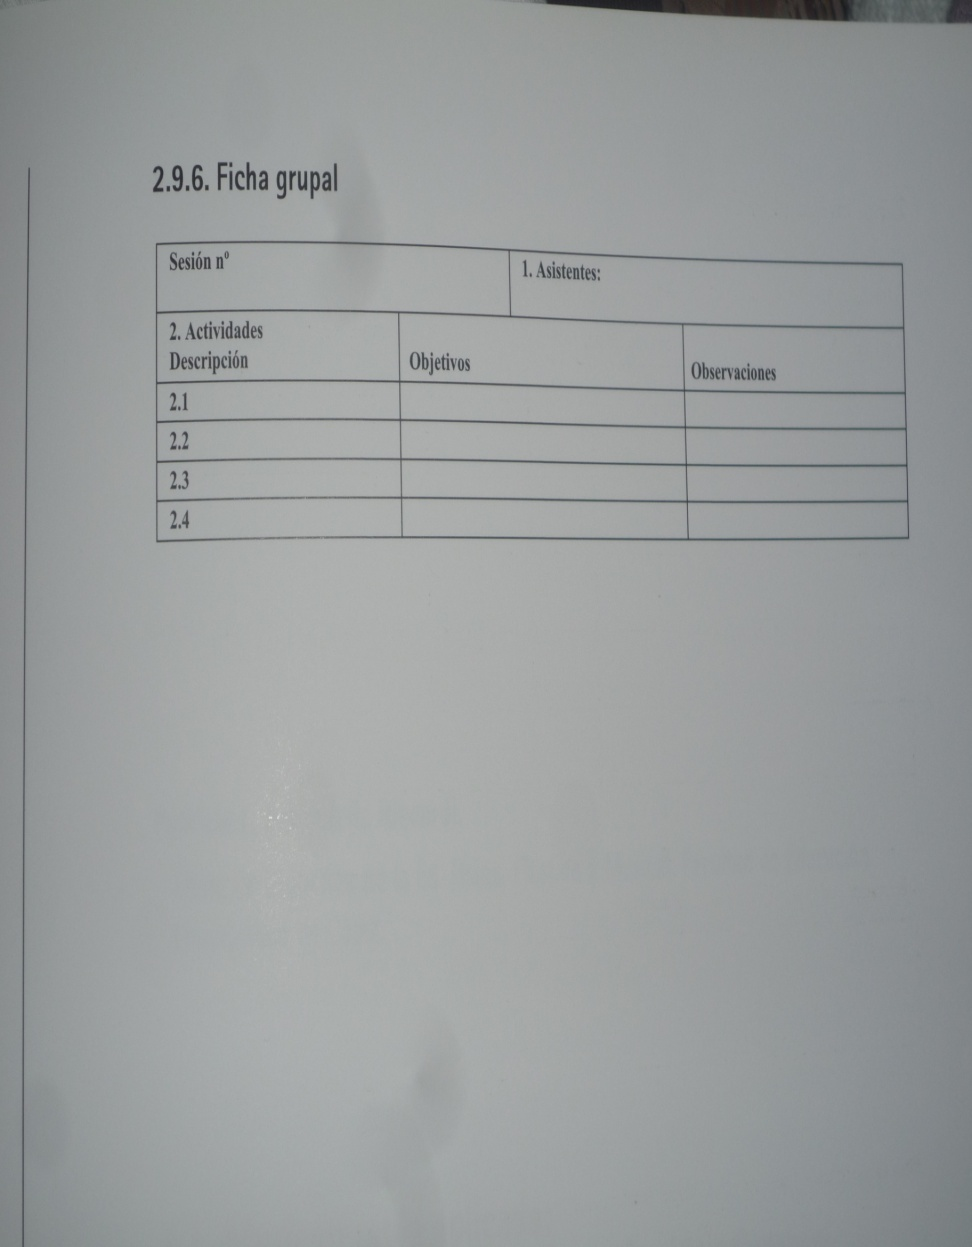 2.9.6. Ficha grupal
Sesión nº
1. Asistentes:
2. Actividades
Descripción
Objetivos
Observaciones
2.1
2.2
2.3
2.4